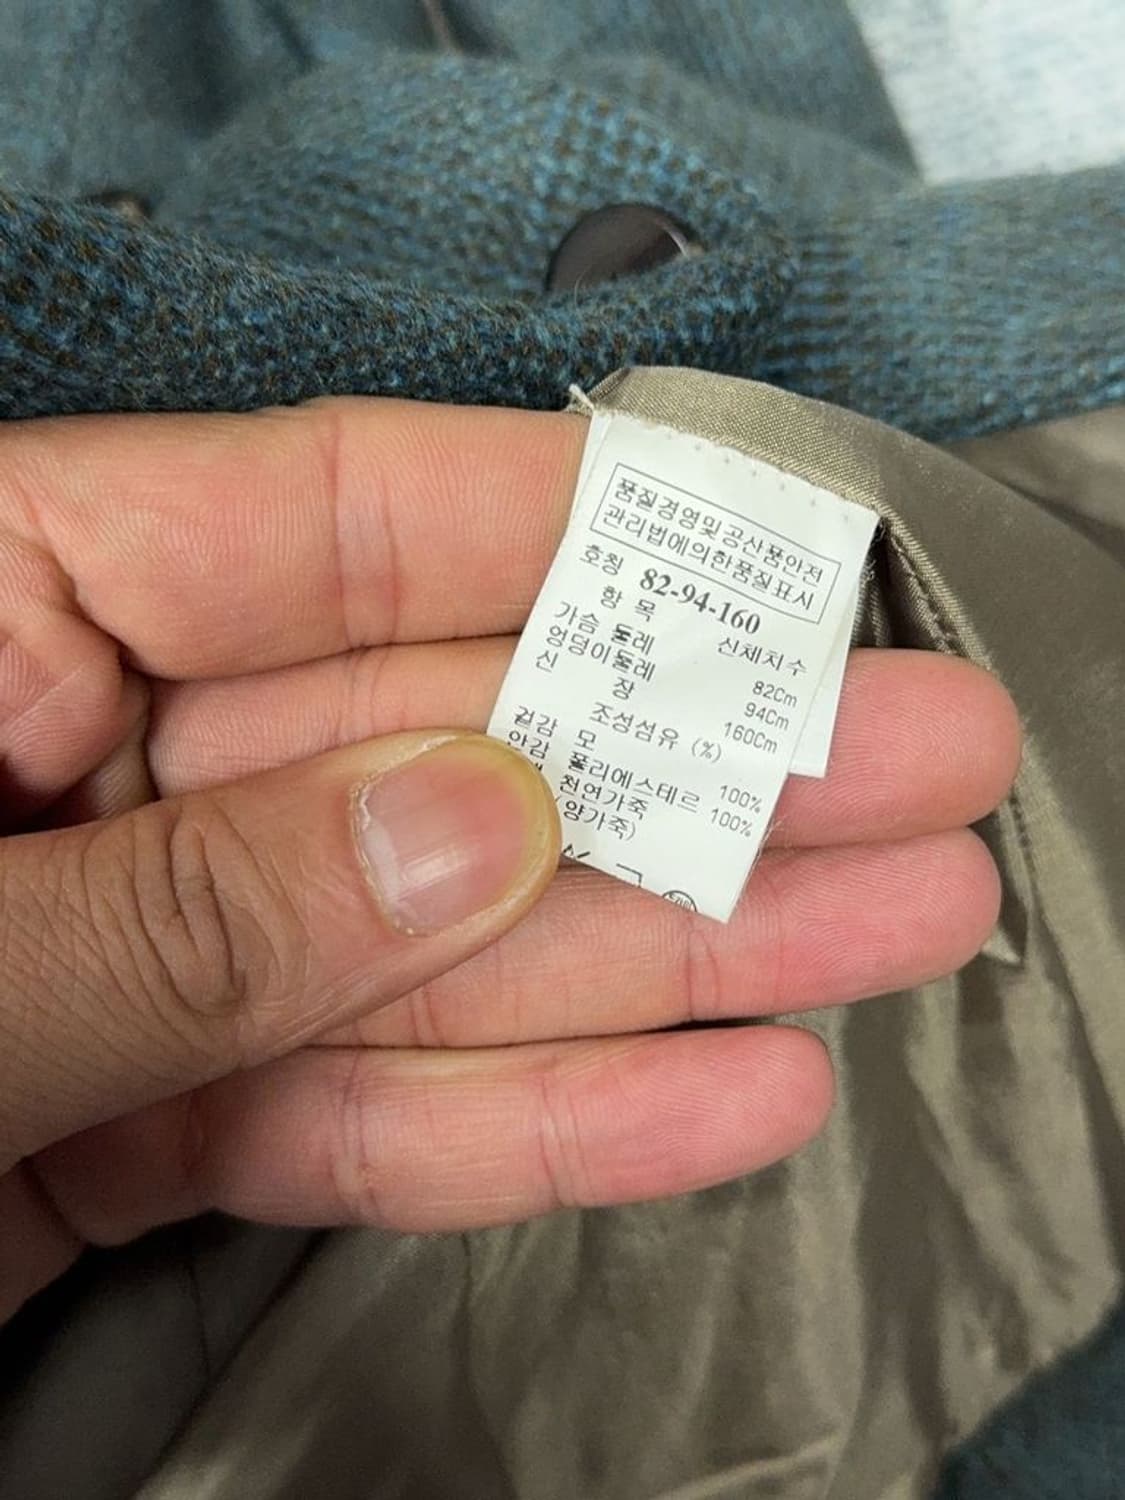 품질경영및공산품안전
관리법에의한품질표시
호칭 82-94-160
항 목 신체치수
가슴 둘레 82Cm
엉덩이둘레 94Cm
신 장 160Cm
조성섬유 (%)
겉감 모 100%
안감 폴리에스테르 100%
천연가죽
(양가죽)